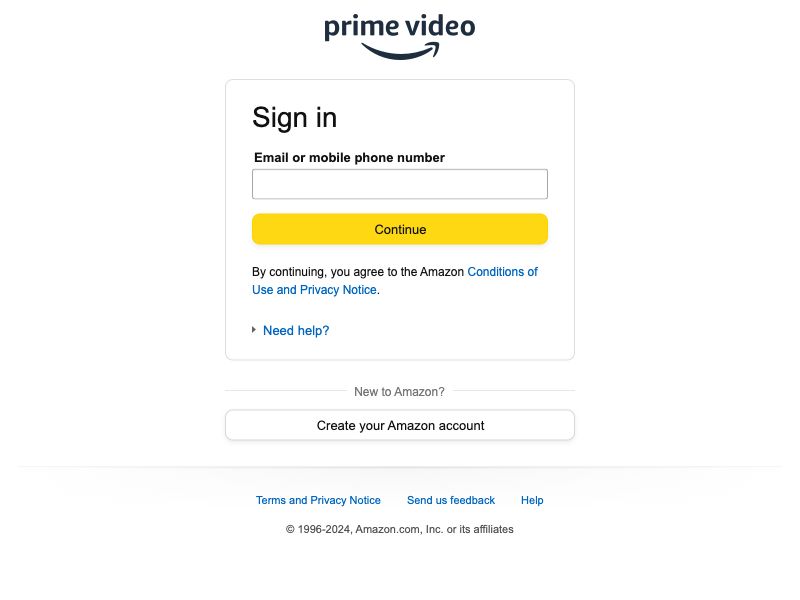 prime video
Sign in
Email or mobile phone number
Continue
By continuing, you agree to the Amazon Conditions of
Use and Privacy Notice.
Need help?
New to Amazon?
Create your Amazon account
Terms and Privacy Notice
Send us feedback
Help
© 1996-2024, Amazon.com, Inc. or its affiliates